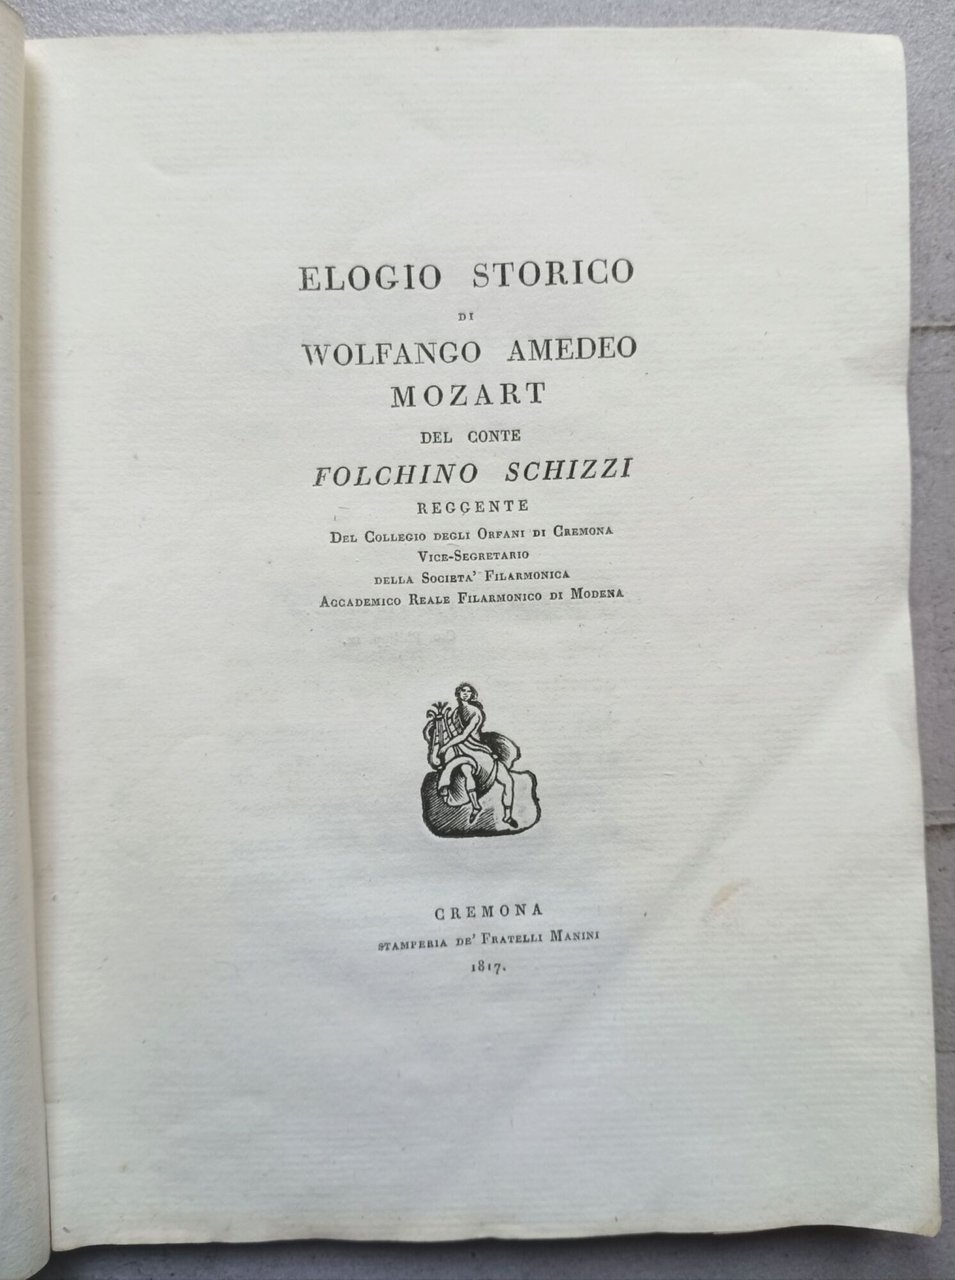 ELOGIO STORICO
DI
WOLFANGO AMEDEO
MOZART
DEL CONTE
FOLCHINO SCHIZZI
REGGENTE
DEL COLLEGIO DEGLI ORFANI DI CREMONA
VICE-SEGRETARIO
DELLA SOCIETA' FILARMONICA
ACCADEMICO REALE FILARMONICO DI MODENA
CREMONA
STAMPERIA DE' FRATELLI MANINI
1817.